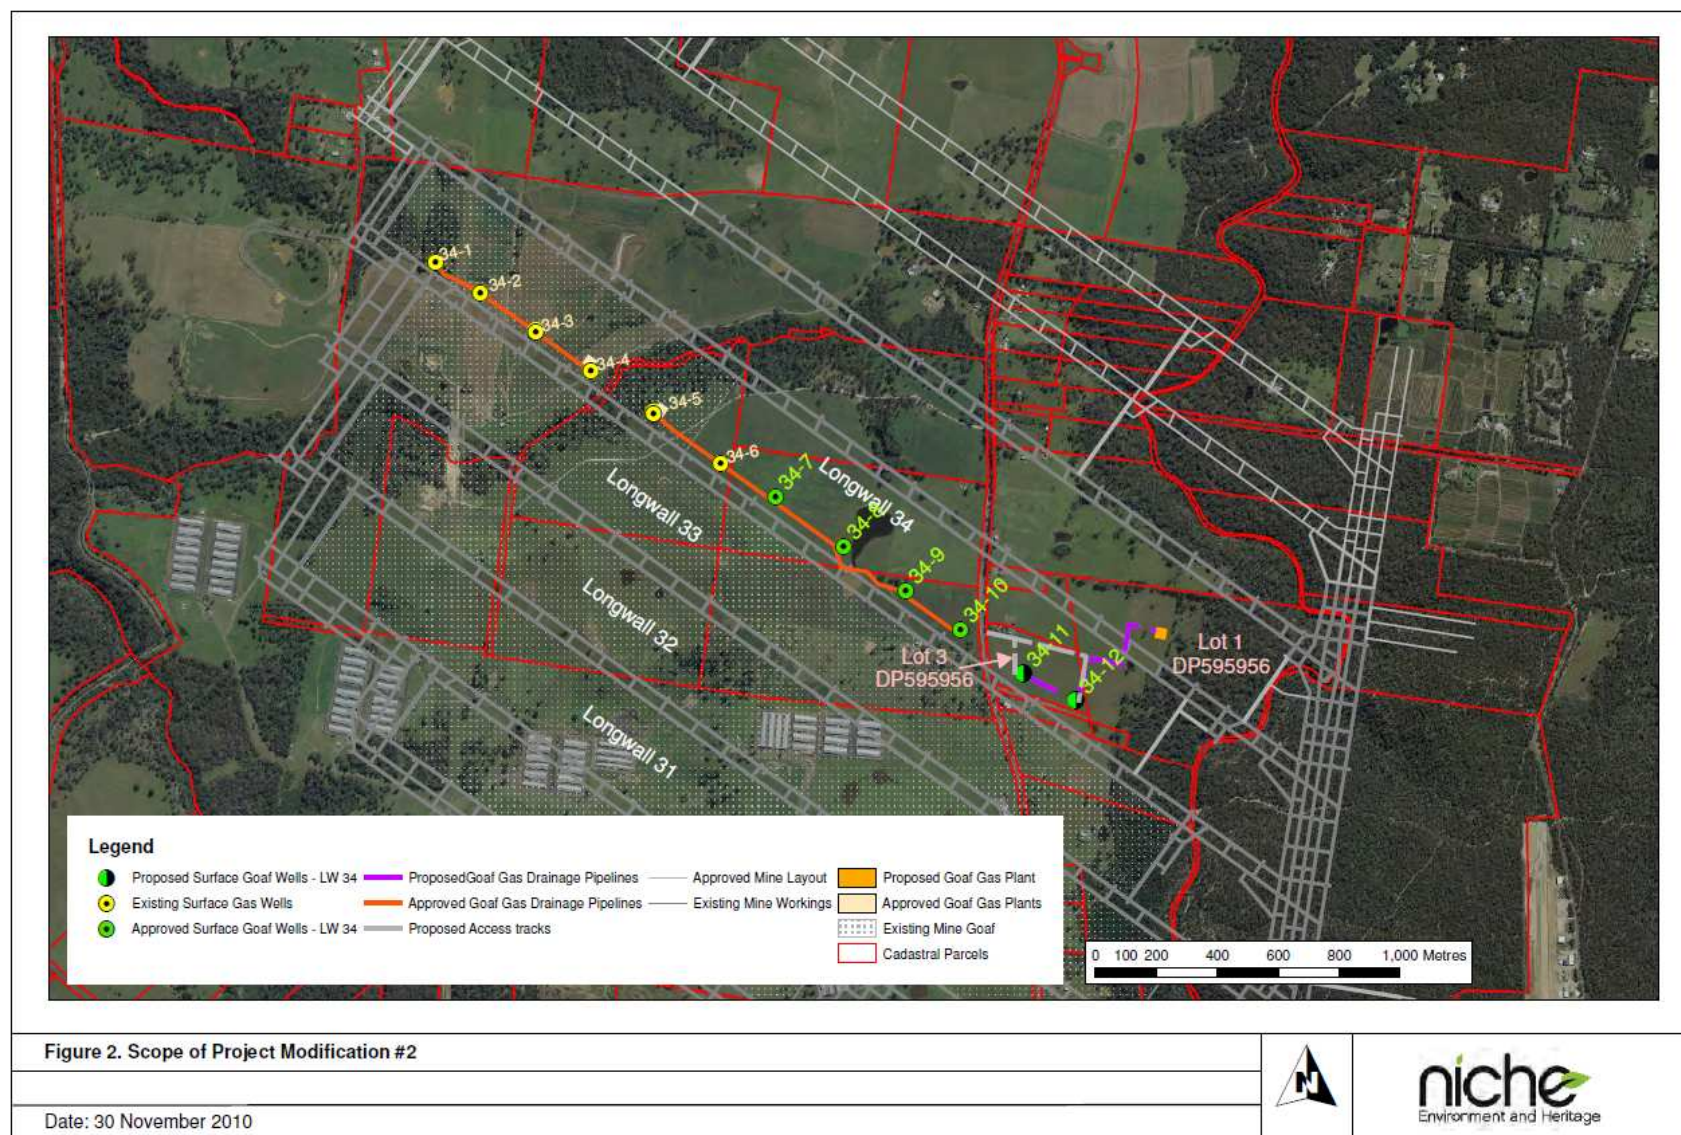 34-1
34-2
34-3
34-4
34-5
34-6
34-7
34-8
34-9
34-10
34-11
34-12
Longwall 34
Longwall 33
Longwall 32
Longwall 31
Lot 3
DP595956
Lot 1
DP595956
Legend
Proposed Surface Goaf Wells - LW 34
ProposedGoaf Gas Drainage Pipelines
Approved Mine Layout
Proposed Goaf Gas Plant
Existing Surface Gas Wells
Approved Goaf Gas Drainage Pipelines
Existing Mine Workings
Approved Goaf Gas Plants
Approved Surface Goaf Wells - LW 34
Proposed Access tracks
Existing Mine Goaf
Cadastral Parcels
0 100 200 400 600 800 1,000 Metres
Figure 2. Scope of Project Modification #2
Date: 30 November 2010
N
niche
Environment and Heritage